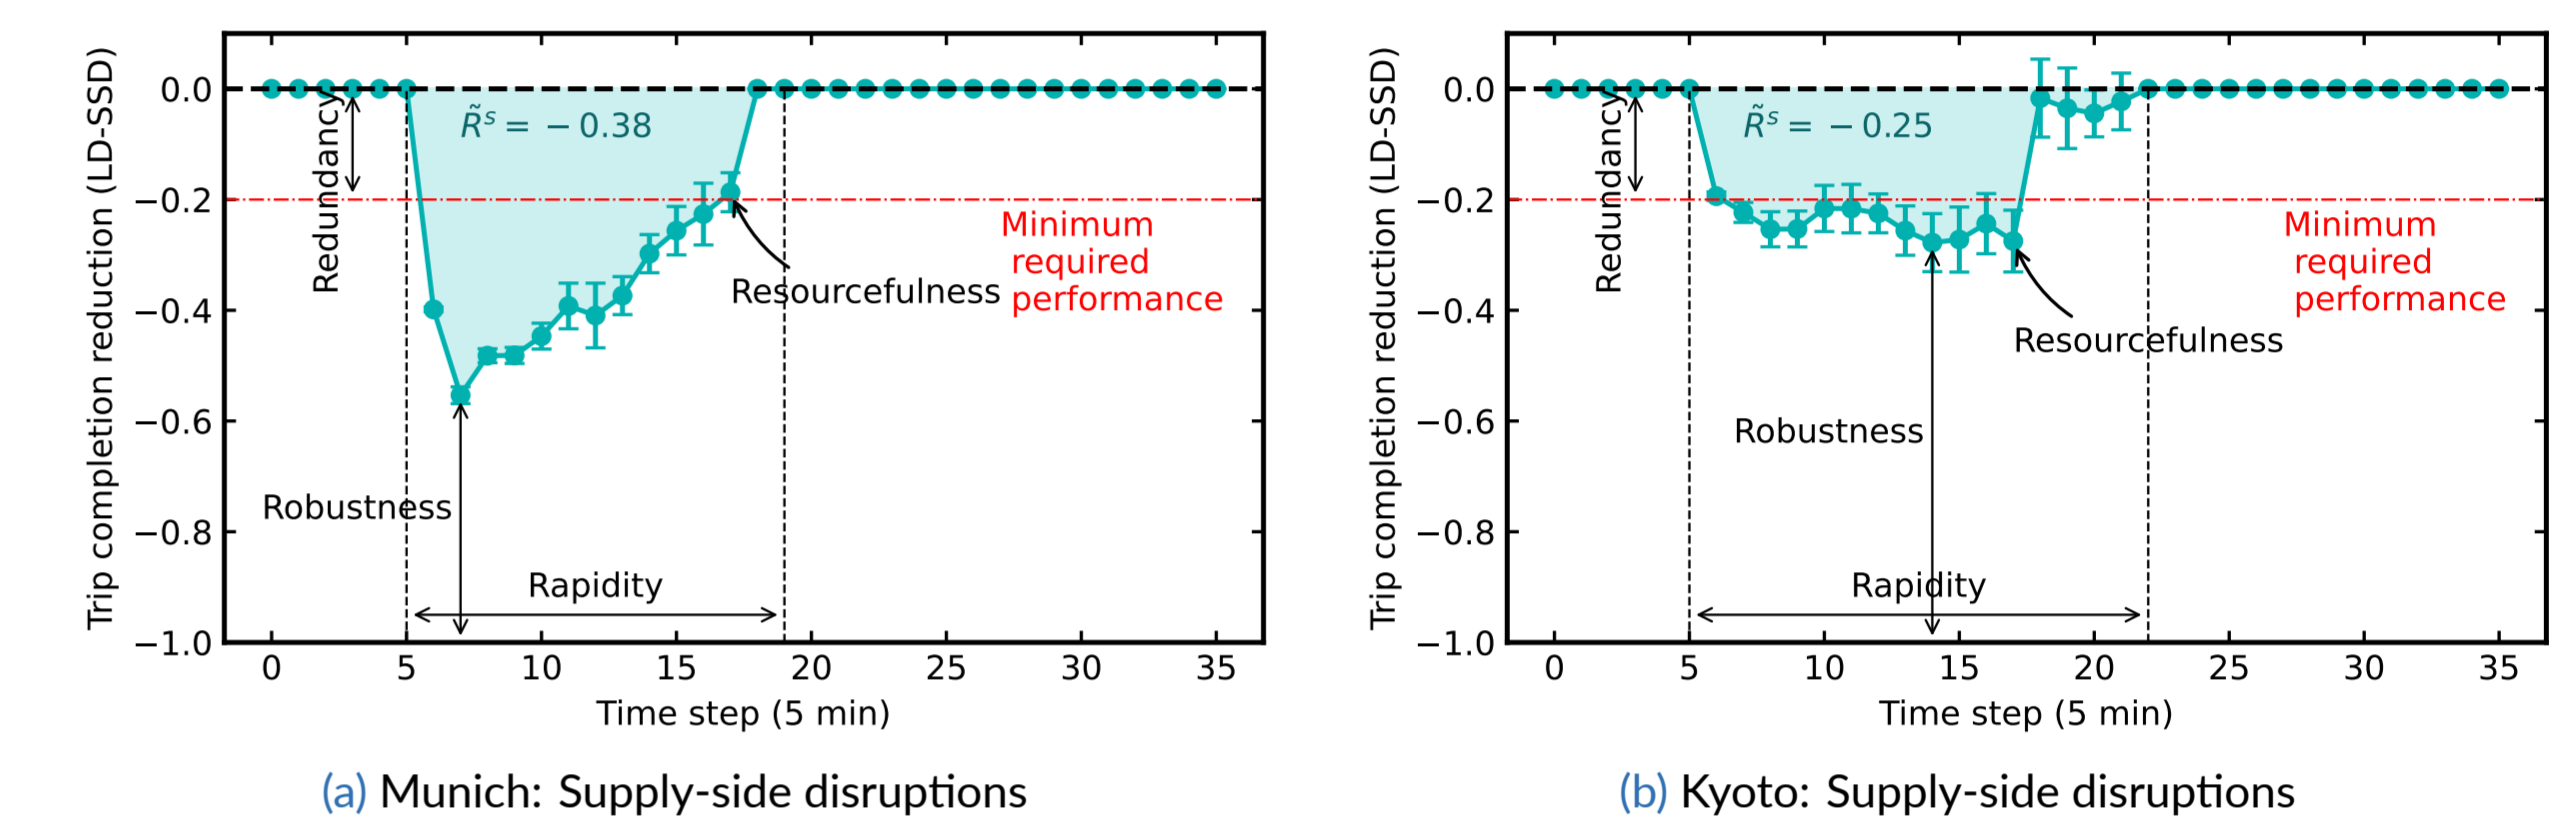 Trip completion reduction (LD-SSD)
0.0
−0.2
−0.4
−0.6
−0.8
−1.0
Redundancy
R̃ˢ = −0.38
Minimum
required
performance
Resourcefulness
Robustness
Rapidity
0 5 10 15 20 25 30 35
Time step (5 min)
(a) Munich: Supply-side disruptions
Trip completion reduction (LD-SSD)
0.0
−0.2
−0.4
−0.6
−0.8
−1.0
Redundancy
R̃ˢ = −0.25
Minimum
required
performance
Resourcefulness
Robustness
Rapidity
0 5 10 15 20 25 30 35
Time step (5 min)
(b) Kyoto: Supply-side disruptions